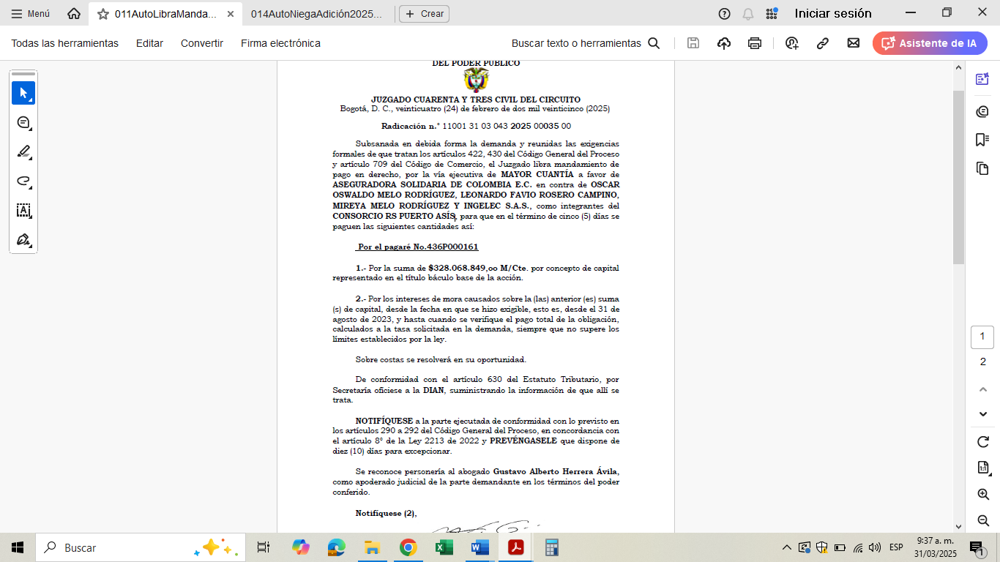 Menú
011AutoLibraManda...
014AutoNiegaAdición2025...
Crear
Iniciar sesión
Todas las herramientas
Editar
Convertir
Firma electrónica
Buscar texto o herramientas
Asistente de IA
DEL PODER PÚBLICO
JUZGADO CUARENTA Y TRES CIVIL DEL CIRCUITO
Bogotá, D. C., veinticuatro (24) de febrero de dos mil veinticinco (2025)
Radicación n.° 11001 31 03 043 2025 00035 00
Subsanada en debida forma la demanda y reunidas las exigencias
formales de que tratan los artículos 422, 430 del Código General del Proceso
y artículo 709 del Código de Comercio, el Juzgado libra mandamiento de
pago en derecho, por la vía ejecutiva de MAYOR CUANTÍA a favor de
ASEGURADORA SOLIDARIA DE COLOMBIA E.C. en contra de OSCAR
OSWALDO MELO RODRÍGUEZ, LEONARDO FAVIO ROSERO CAMPINO,
MIREYA MELO RODRÍGUEZ Y INGELEC S.A.S., como integrantes del
CONSORCIO RS PUERTO ASÍS, para que en el término de cinco (5) días se
paguen las siguientes cantidades así:
Por el pagaré No.436P000161
1.- Por la suma de $328.068.849,oo M/Cte. por concepto de capital
representado en el título báculo base de la acción.
2.- Por los intereses de mora causados sobre la (las) anterior (es) suma
(s) de capital, desde la fecha en que se hizo exigible, esto es, desde el 31 de
agosto de 2023, y hasta cuando se verifique el pago total de la obligación,
calculados a la tasa solicitada en la demanda, siempre que no supere los
límites establecidos por la ley.
Sobre costas se resolverá en su oportunidad.
De conformidad con el artículo 630 del Estatuto Tributario, por
Secretaría ofíciese a la DIAN, suministrando la información de que allí se
trata.
NOTIFÍQUESE a la parte ejecutada de conformidad con lo previsto en
los artículos 290 a 292 del Código General del Proceso, en concordancia con
el artículo 8° de la Ley 2213 de 2022 y PREVÉNGASELE que dispone de
diez (10) días para excepcionar.
Se reconoce personería al abogado Gustavo Alberto Herrera Ávila,
como apoderado judicial de la parte demandante en los términos del poder
conferido.
Notifíquese (2),
1
2
1:1
Buscar
ESP
9:37 a. m.
31/03/2025
1